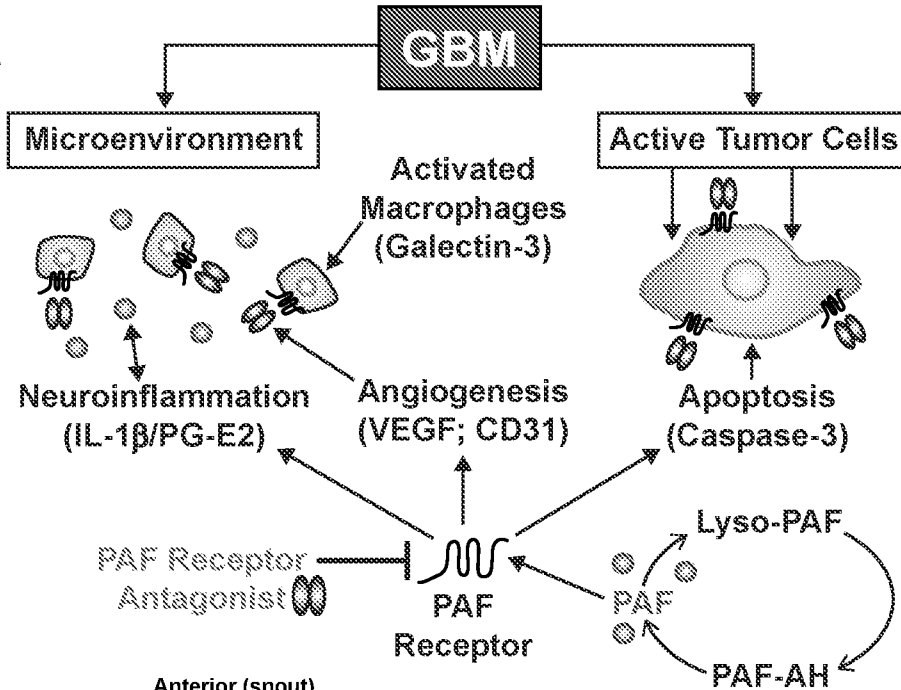 GBM
Microenvironment
Active Tumor Cells
Activated
Macrophages
(Galectin-3)
Neuroinflammation
(IL-1β/PG-E2)
Angiogenesis
(VEGF; CD31)
Apoptosis
(Caspase-3)
Lyso-PAF
PAF Receptor
Antagonist
PAF
Receptor
PAF
PAF-AH
Anterior (snout)